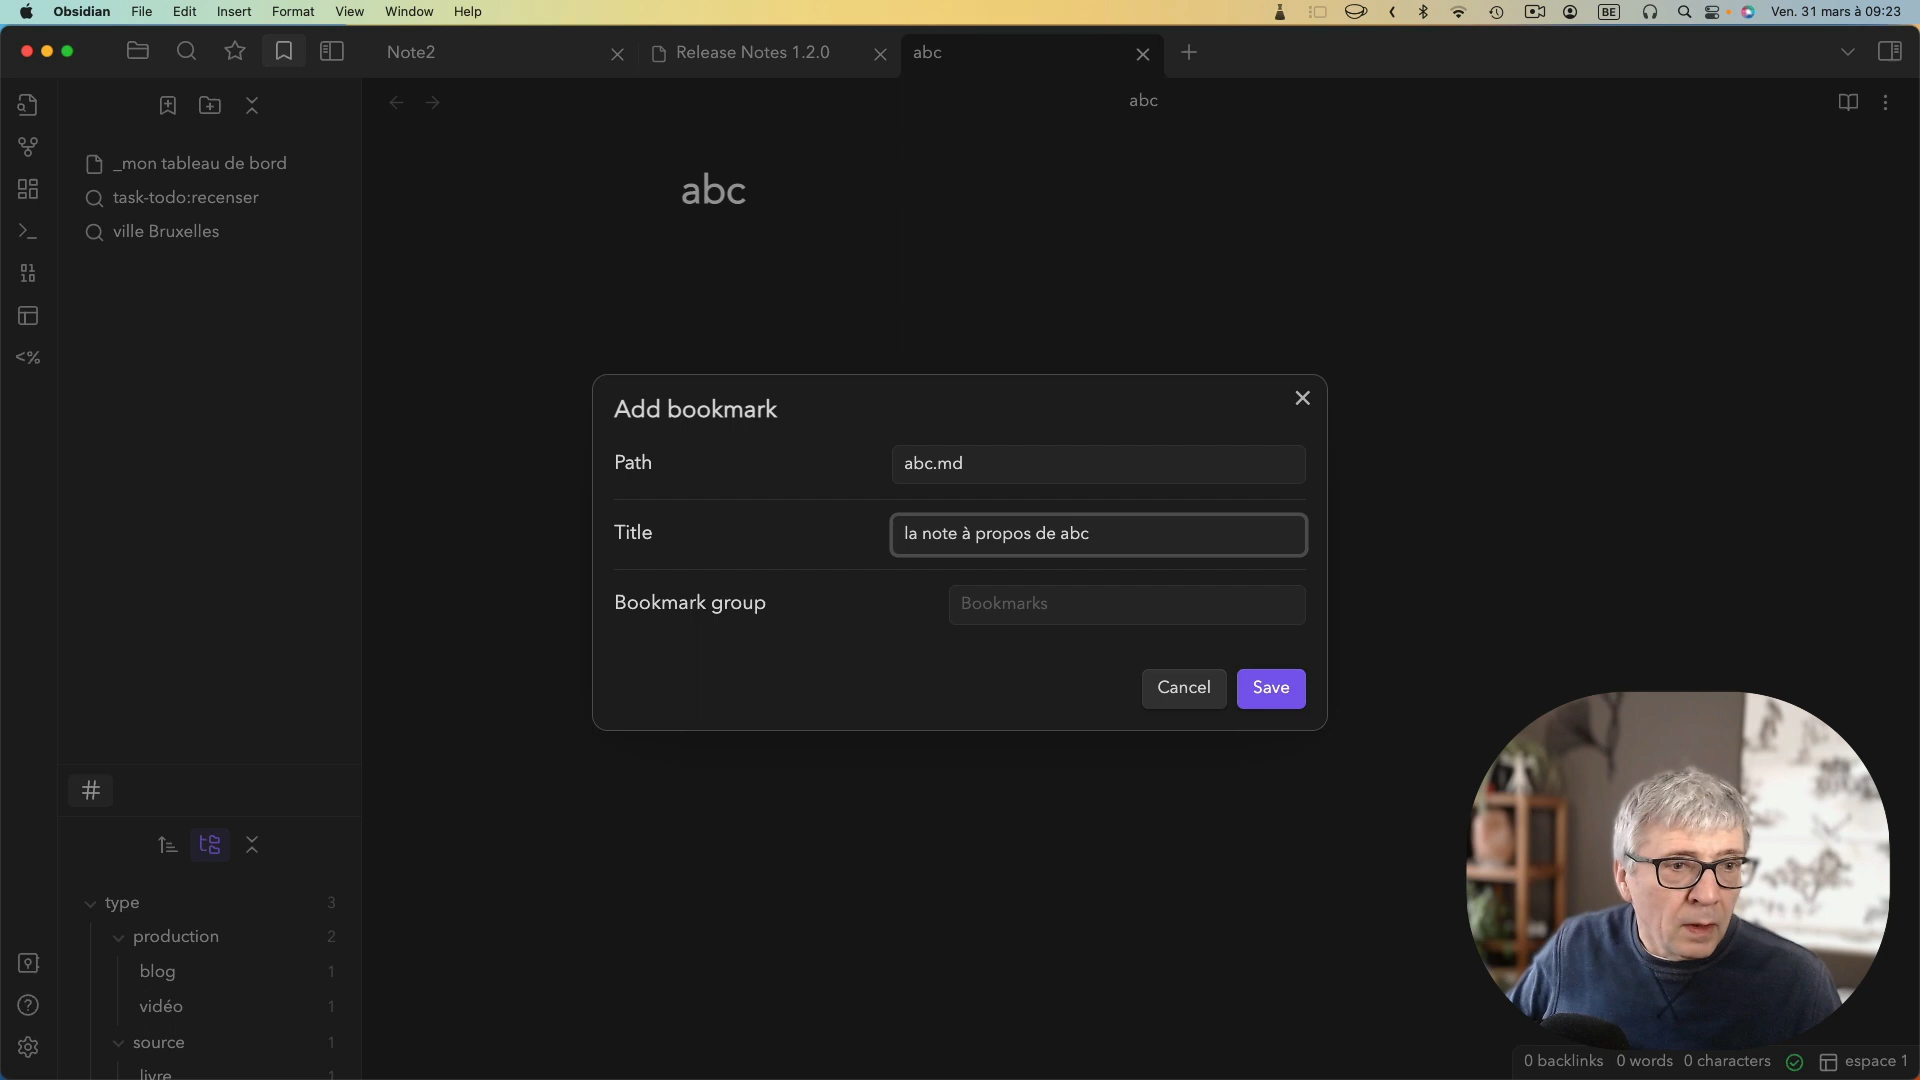 Obsidian File Edit Insert Format View Window Help
BE
Ven. 31 mars à 09:23
Note2
Release Notes 1.2.0
abc
abc
_mon tableau de bord
task-todo:recenser
ville Bruxelles
abc
Add bookmark
Path
abc.md
Title
la note à propos de abc
Bookmark group
Bookmarks
Cancel
Save
type 3
production 2
blog 1
vidéo 1
source 1
livre 1
0 backlinks 0 words 0 characters espace 1